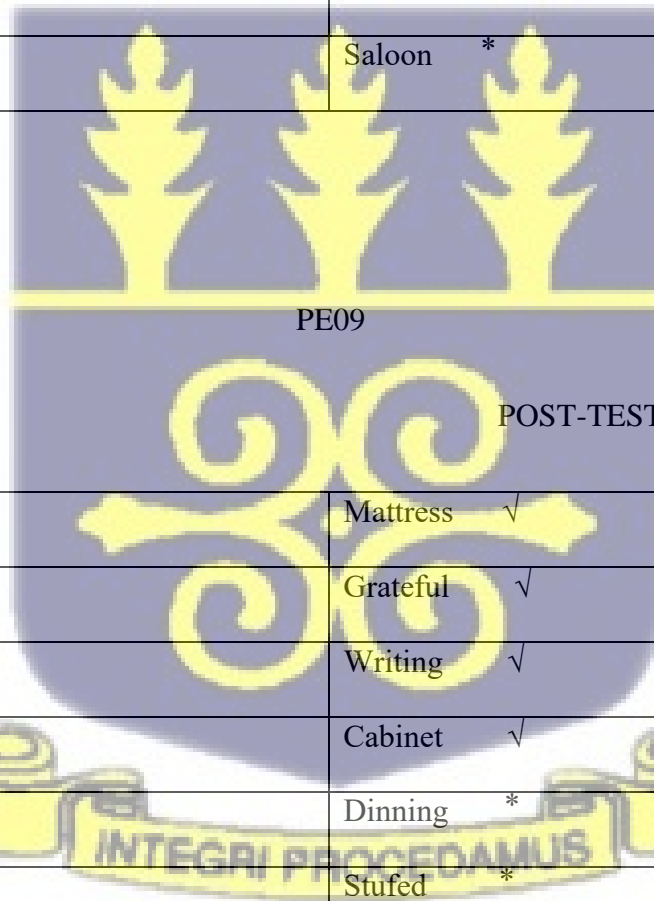 Saloon *
PE09
POST-TEST
Mattress √
Grateful √
Writing √
Cabinet √
Dinning *
INTEGRI PROCEDAMUS
Stufed *